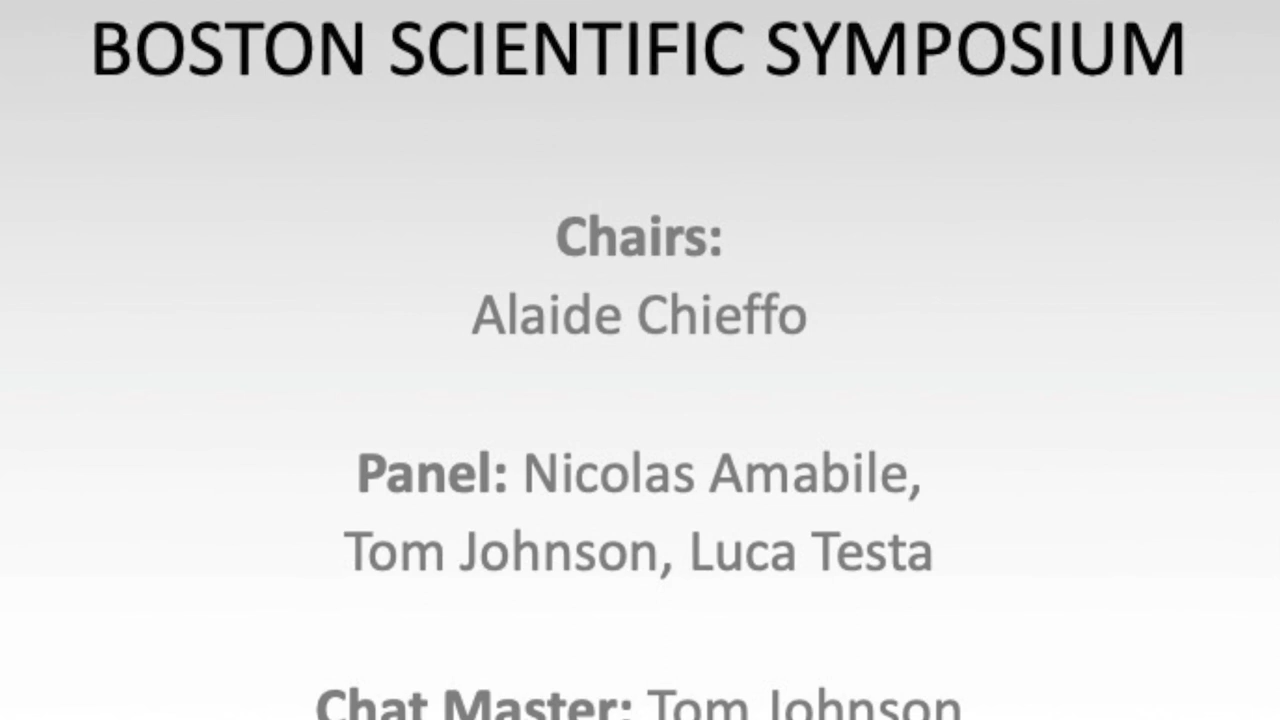 BOSTON SCIENTIFIC SYMPOSIUM
Chairs:
Alaide Chieffo
Panel: Nicolas Amabile,
Tom Johnson, Luca Testa
Chat Master: Tom Johnson